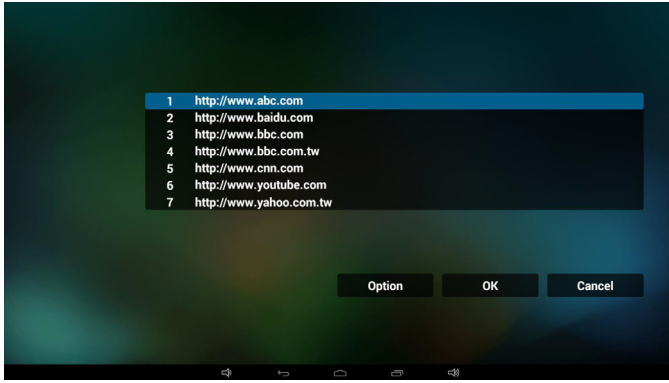 1 http://www.abc.com
2 http://www.baidu.com
3 http://www.bbc.com
4 http://www.bbc.com.tw
5 http://www.cnn.com
6 http://www.youtube.com
7 http://www.yahoo.com.tw
Option OK Cancel